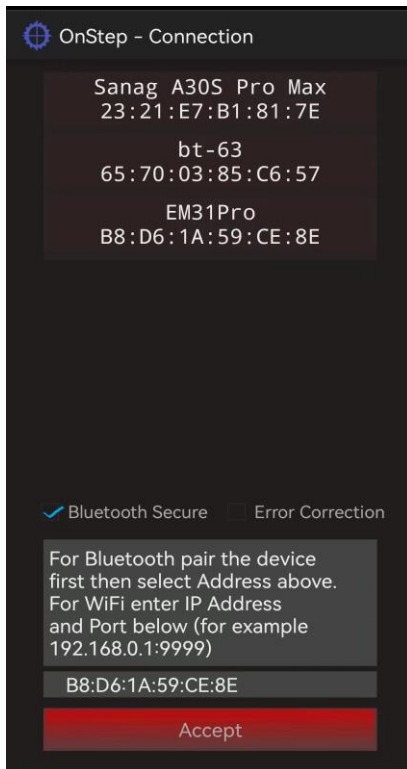 OnStep - Connection
Sanag A30S Pro Max
23:21:E7:B1:81:7E
bt-63
65:70:03:85:C6:57
EM31Pro
B8:D6:1A:59:CE:8E
Bluetooth Secure Error Correction
For Bluetooth pair the device
first then select Address above.
For WiFi enter IP Address
and Port below (for example
192.168.0.1:9999)
B8:D6:1A:59:CE:8E
Accept